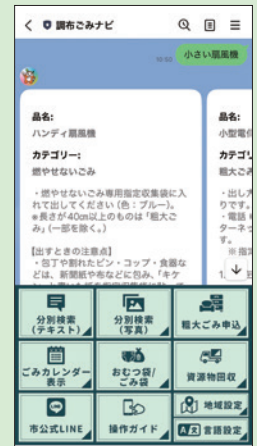 調布ごみナビ
16:50
小さい扇風機
品名:
ハンディ扇風機
カテゴリー:
燃やせないごみ
・燃やせないごみ専用指定収集袋に入
れて出してください（色：ブルー）。
※長さが40cm以上のものは「粗大ご
み」（一部を除く。）
【出すときの注意点】
・包丁や割れたビン・コップ・食器な
どは、新聞紙や布などに包み、「キケ
品名:
小型電
カテゴリ
粗大ご
りです。
・電話
ターネッ
す。
分別検索
（テキスト）
分別検索
（写真）
粗大ごみ申込
ごみカレンダー
表示
おむつ袋/
ごみ袋
資源物回収
LINE
市公式LINE
操作ガイド
地域設定
A文 言語設定